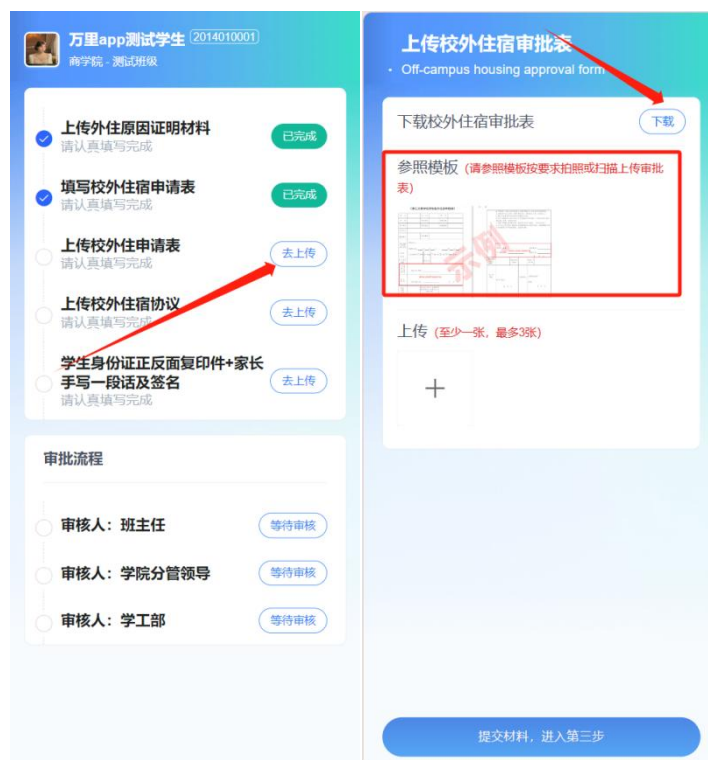 万里app测试学生 2014010001
商学院 - 测试班级
上传外住原因证明材料
请认真填写完成
已完成
填写校外住宿申请表
请认真填写完成
已完成
上传校外住申请表
请认真填写完成
去上传
上传校外住宿协议
请认真填写完成
去上传
学生身份证正反面复印件+家长
手写一段话及签名
请认真填写完成
去上传
审批流程
审核人：班主任
等待审核
审核人：学院分管领导
等待审核
审核人：学工部
等待审核
上传校外住宿审批表
· Off-campus housing approval form
下载校外住宿审批表
下载
参照模板 (请参照模板按要求拍照或扫描上传审批
表)
示例
上传 (至少一张，最多3张)
提交材料，进入第三步